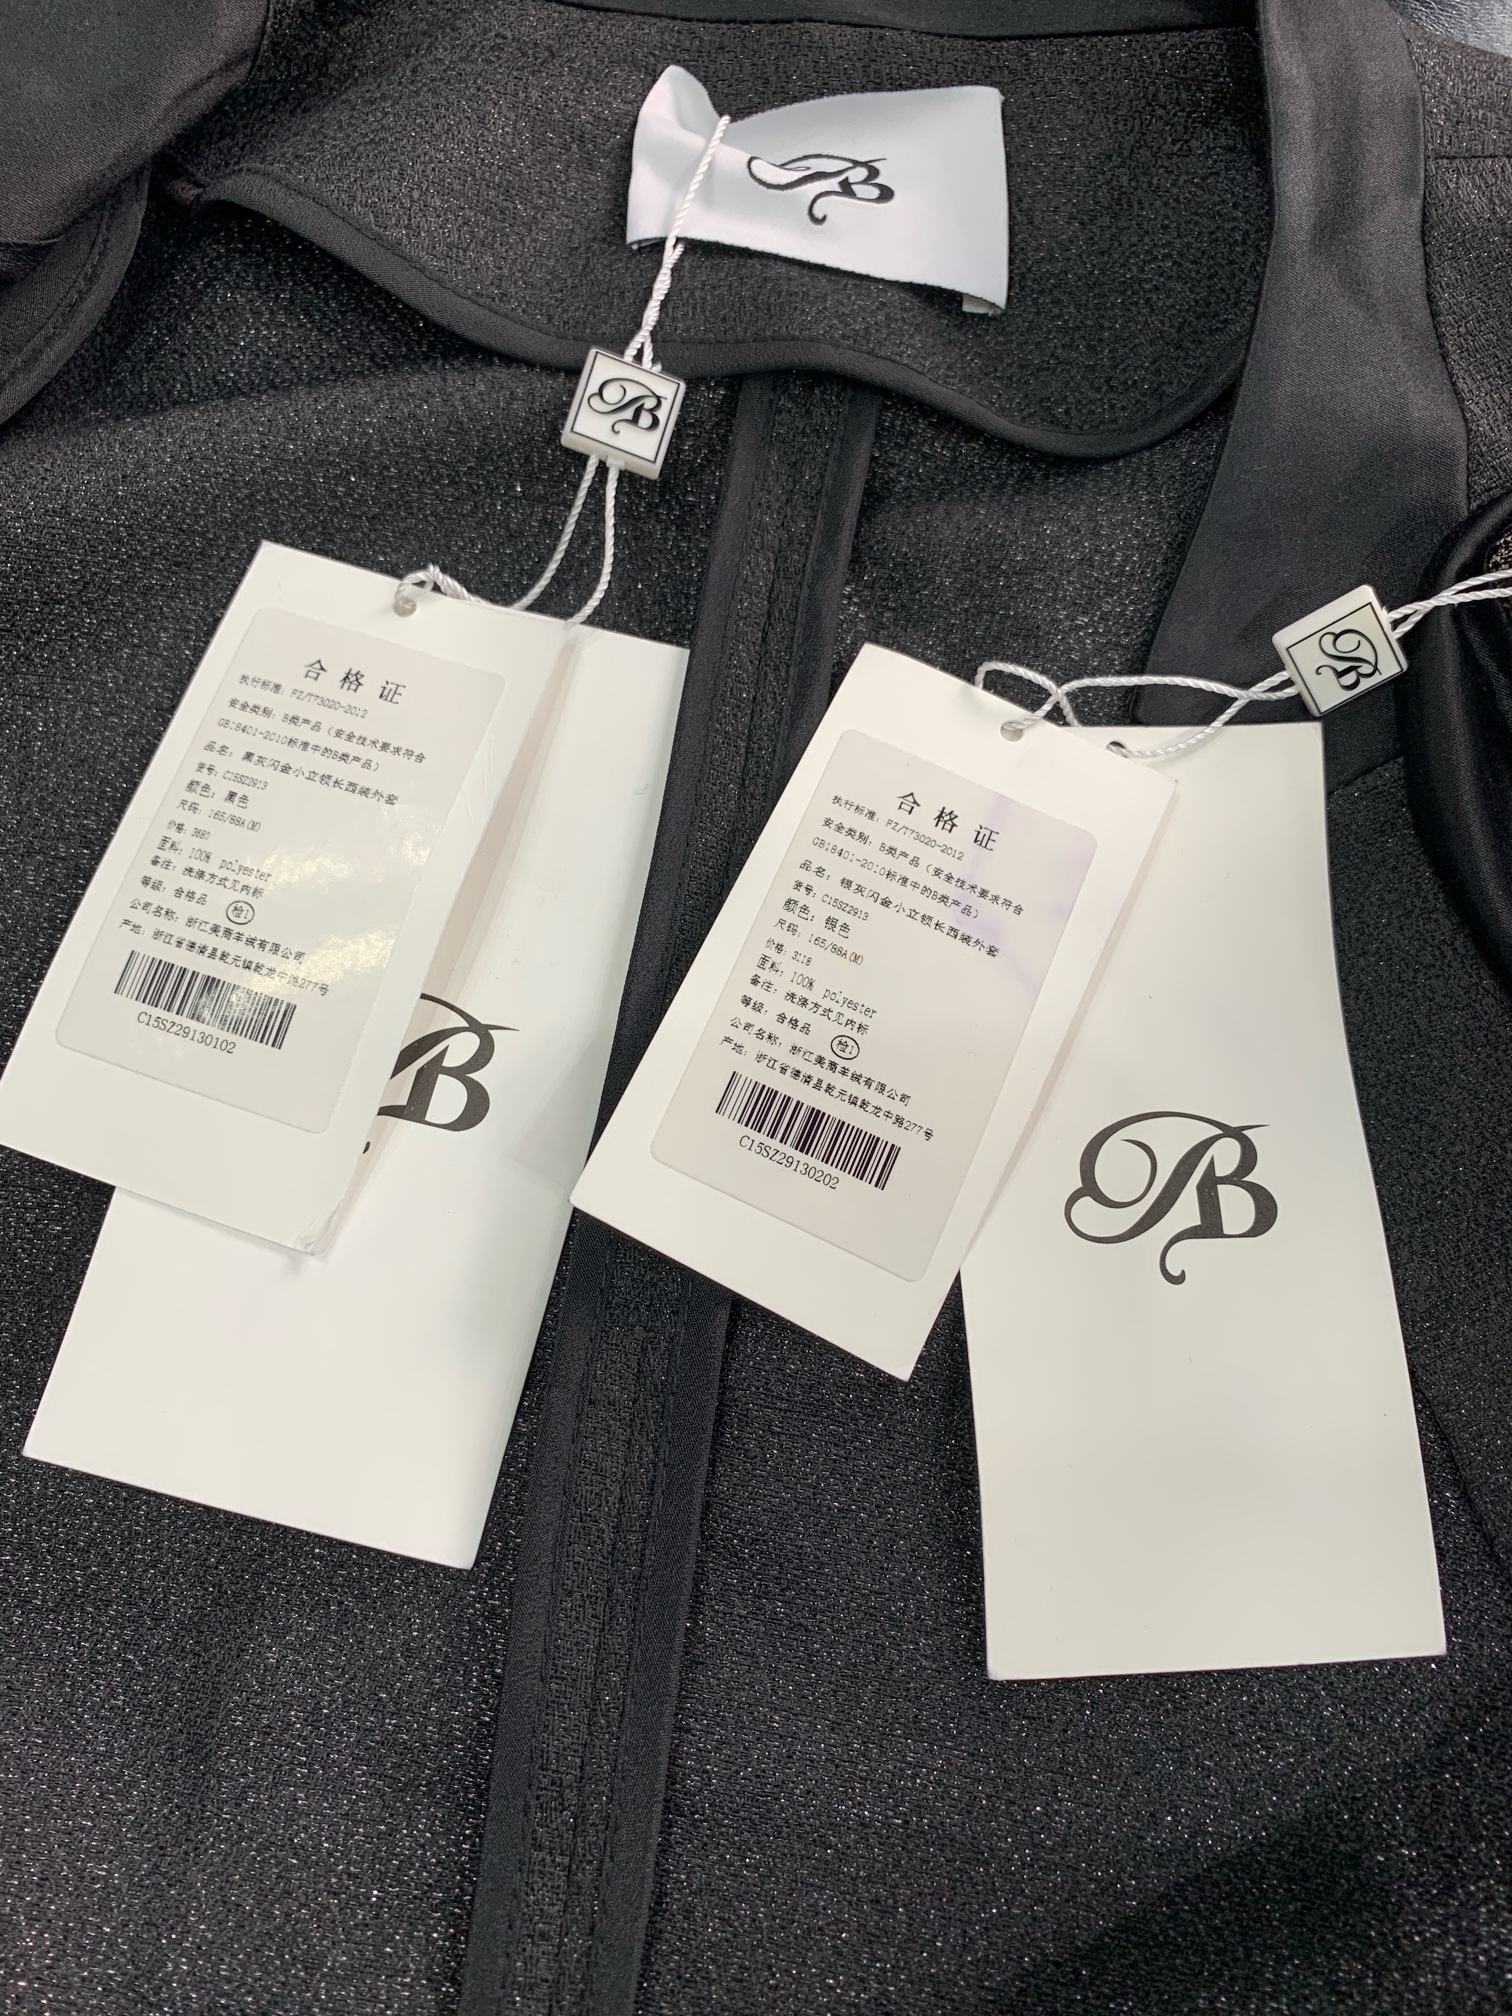 B
B
B
合格证
执行标准：FZ/T73020-2012
安全类别：B类产品（安全技术要求符合
GB18401-2010标准中的B类产品）
品名：黑灰闪金小立领长西装外套
货号：C15SZ2913
颜色：黑色
尺码：165/88A(M)
价格：3680
面料：100% polyester
备注：洗涤方式见内标
等级：合格品 检1
公司名称：浙江美商羊绒有限公司
产地：浙江省德清县乾元镇乾龙中路277号
C15SZ29130102
B
合格证
执行标准：FZ/T73020-2012
安全类别：B类产品（安全技术要求符合
GB18401-2010标准中的B类产品）
品名：银灰闪金小立领长西装外套
货号：C15SZ2913
颜色：银色
尺码：165/88A(M)
价格：
面料：100% polyester
备注：洗涤方式见内标
等级：合格品 检1
公司名称：浙江美商羊绒有限公司
产地：浙江省德清县乾元镇乾龙中路277号
C15SZ29130202
B